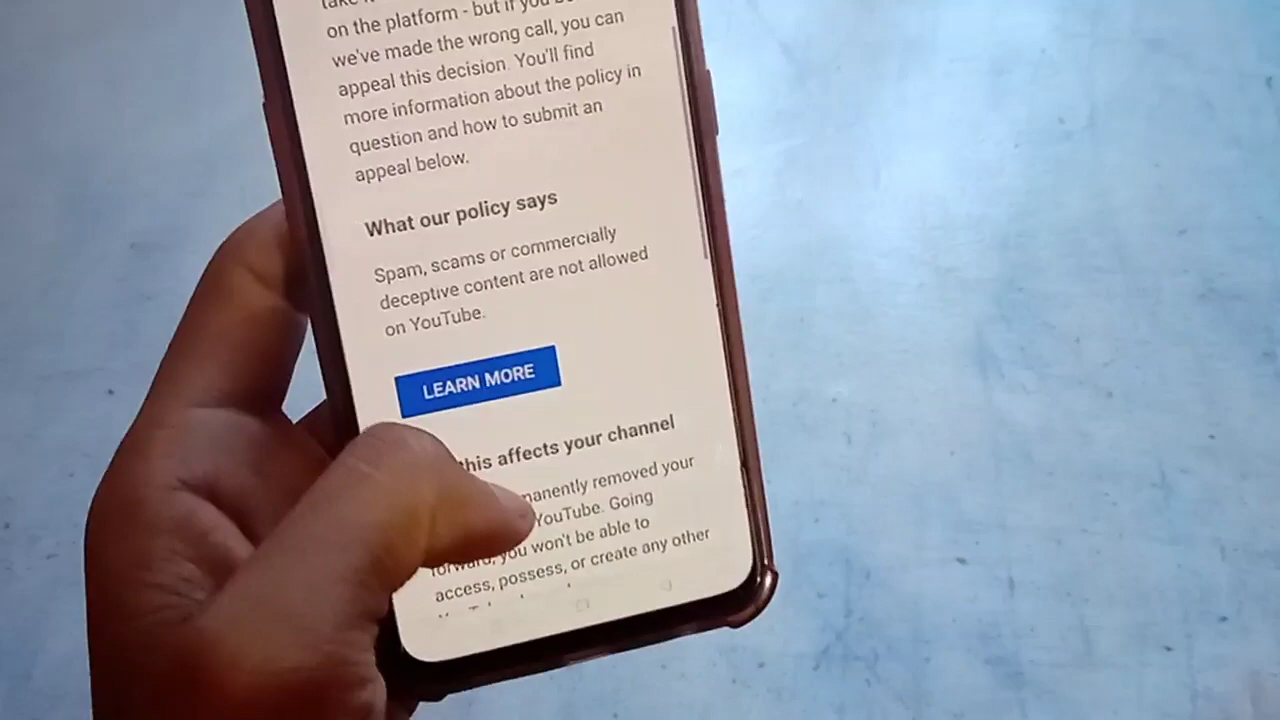 on the platform - but if you
we've made the wrong call, you can
appeal this decision. You'll find
more information about the policy in
question and how to submit an
appeal below.
What our policy says
Spam, scams or commercially
deceptive content are not allowed
on YouTube.
LEARN MORE
this affects your channel
removed your
YouTube. Going
forward, you won't be able to
access, possess, or create any other